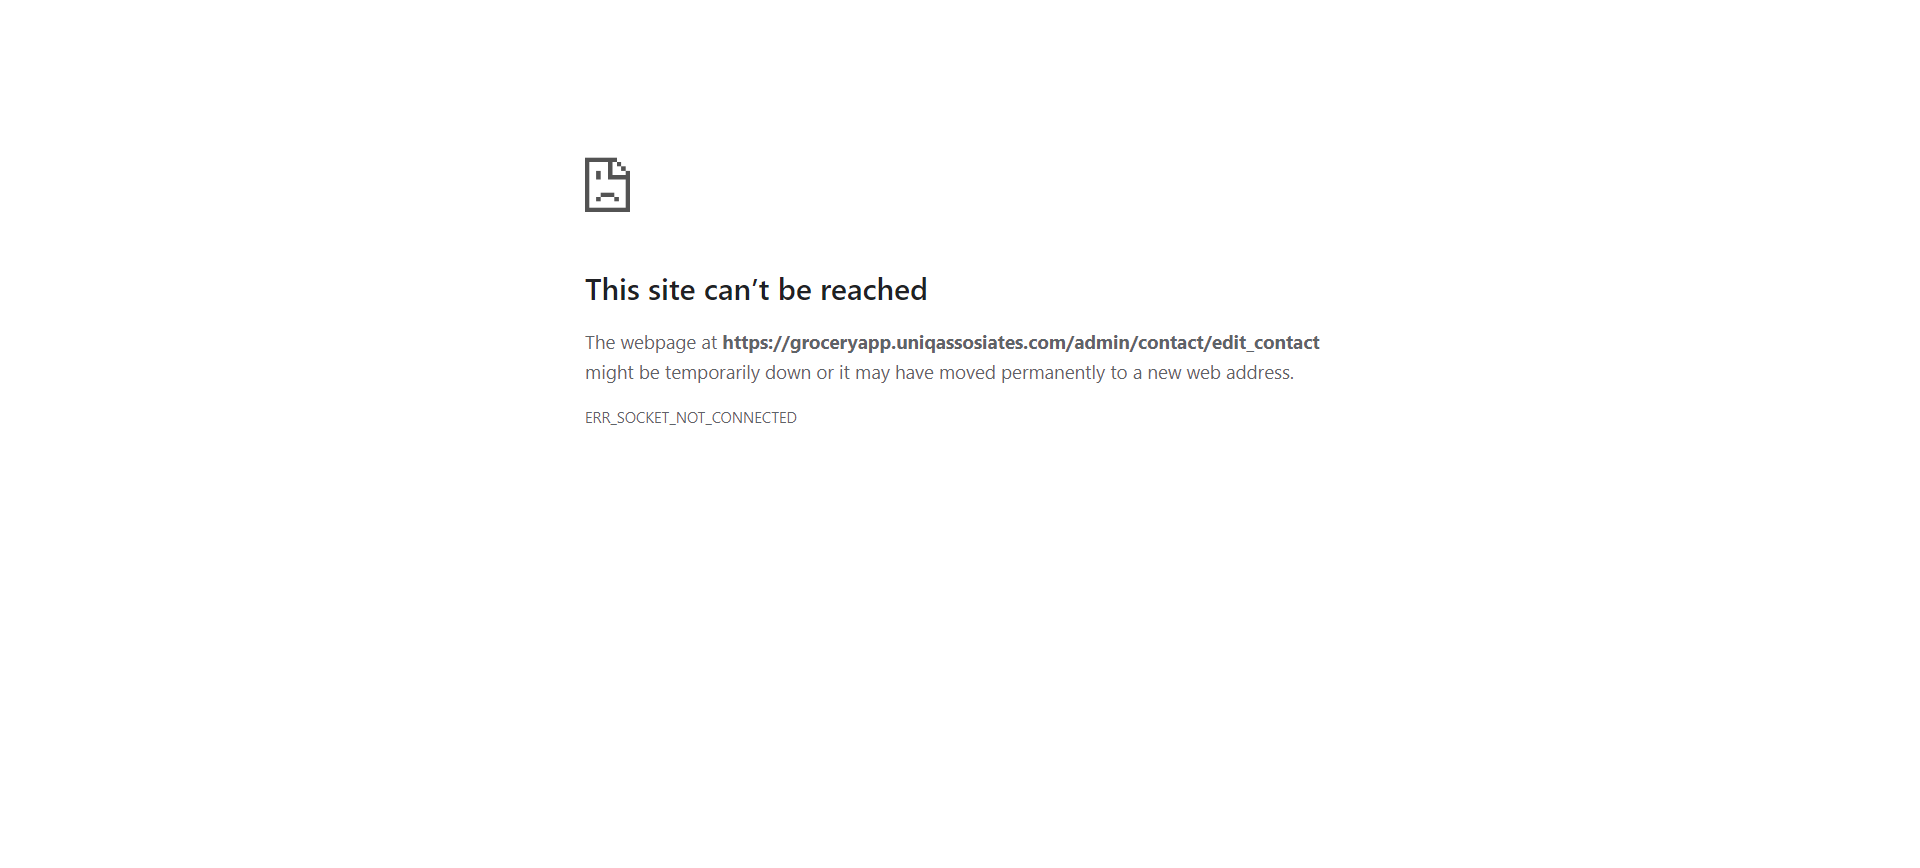 This site can’t be reached
The webpage at https://groceryapp.uniqassosiates.com/admin/contact/edit_contact
might be temporarily down or it may have moved permanently to a new web address.
ERR_SOCKET_NOT_CONNECTED